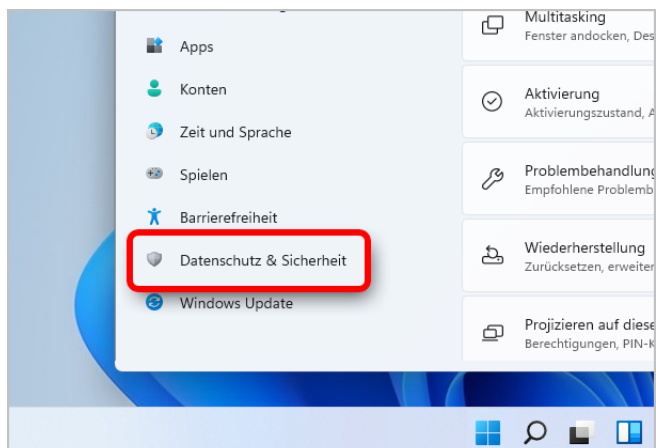 Apps
Konten
Zeit und Sprache
Spielen
Barrierefreiheit
Datenschutz & Sicherheit
Windows Update
Multitasking
Fenster andocken, Des
Aktivierung
Aktivierungszustand, A
Problembehandlung
Empfohlene Problemb
Wiederherstellung
Zurücksetzen, erweiter
Projizieren auf diese
Berechtigungen, PIN-K